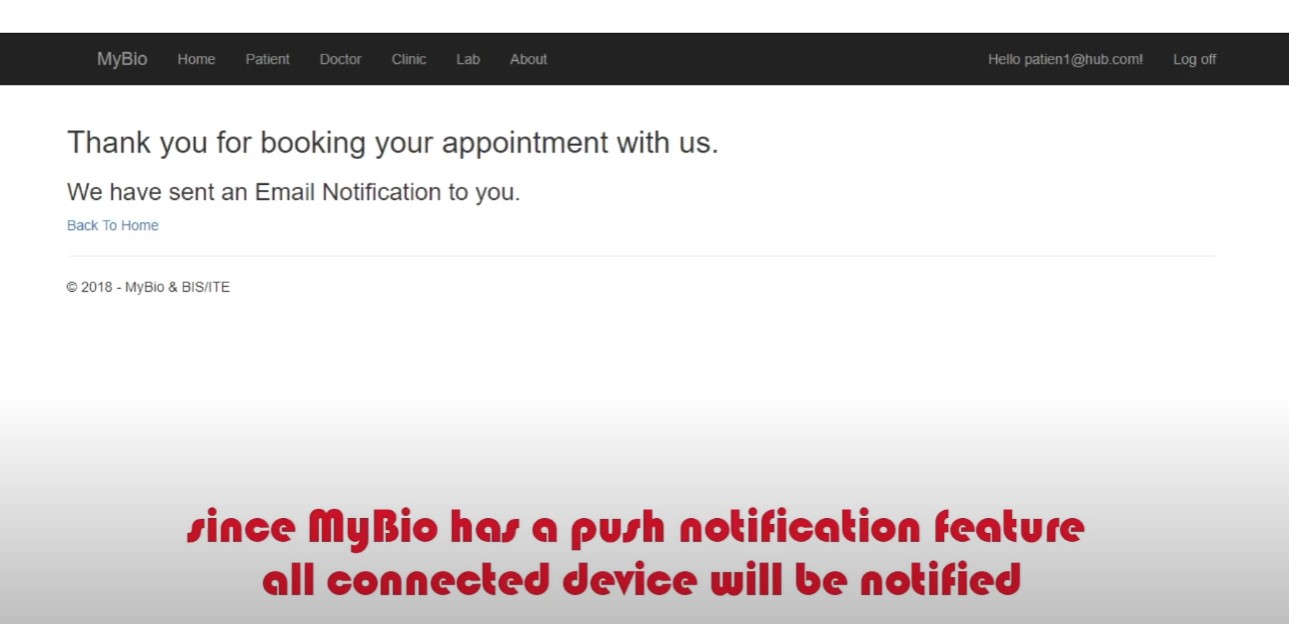 MyBio Home Patient Doctor Clinic Lab About Hello patien1@hub.com! Log off
Thank you for booking your appointment with us.
We have sent an Email Notification to you.
Back To Home
© 2018 - MyBio & BIS/ITE
since MyBio has a push notification feature
all connected device will be notified